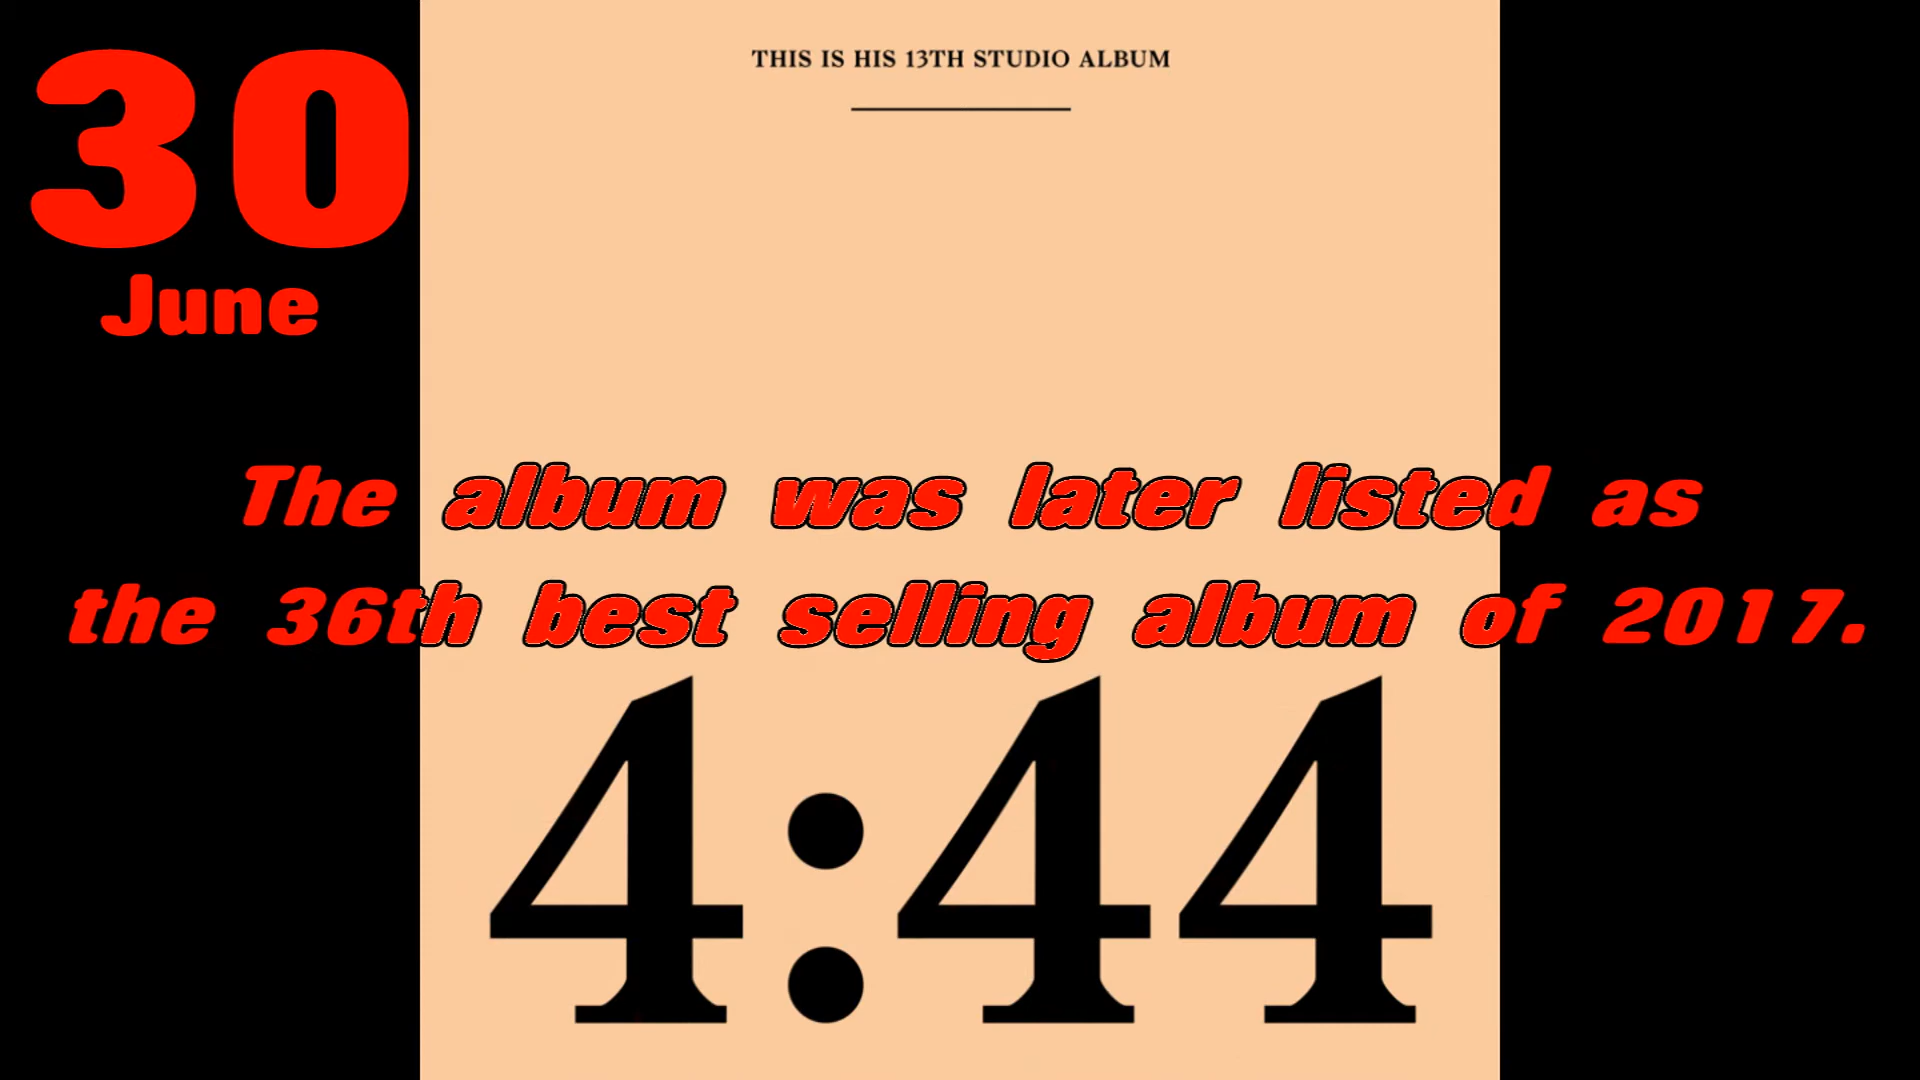 30
June
THIS IS HIS 13TH STUDIO ALBUM
The album was later listed as
the 36th best selling album of 2017.
4:44